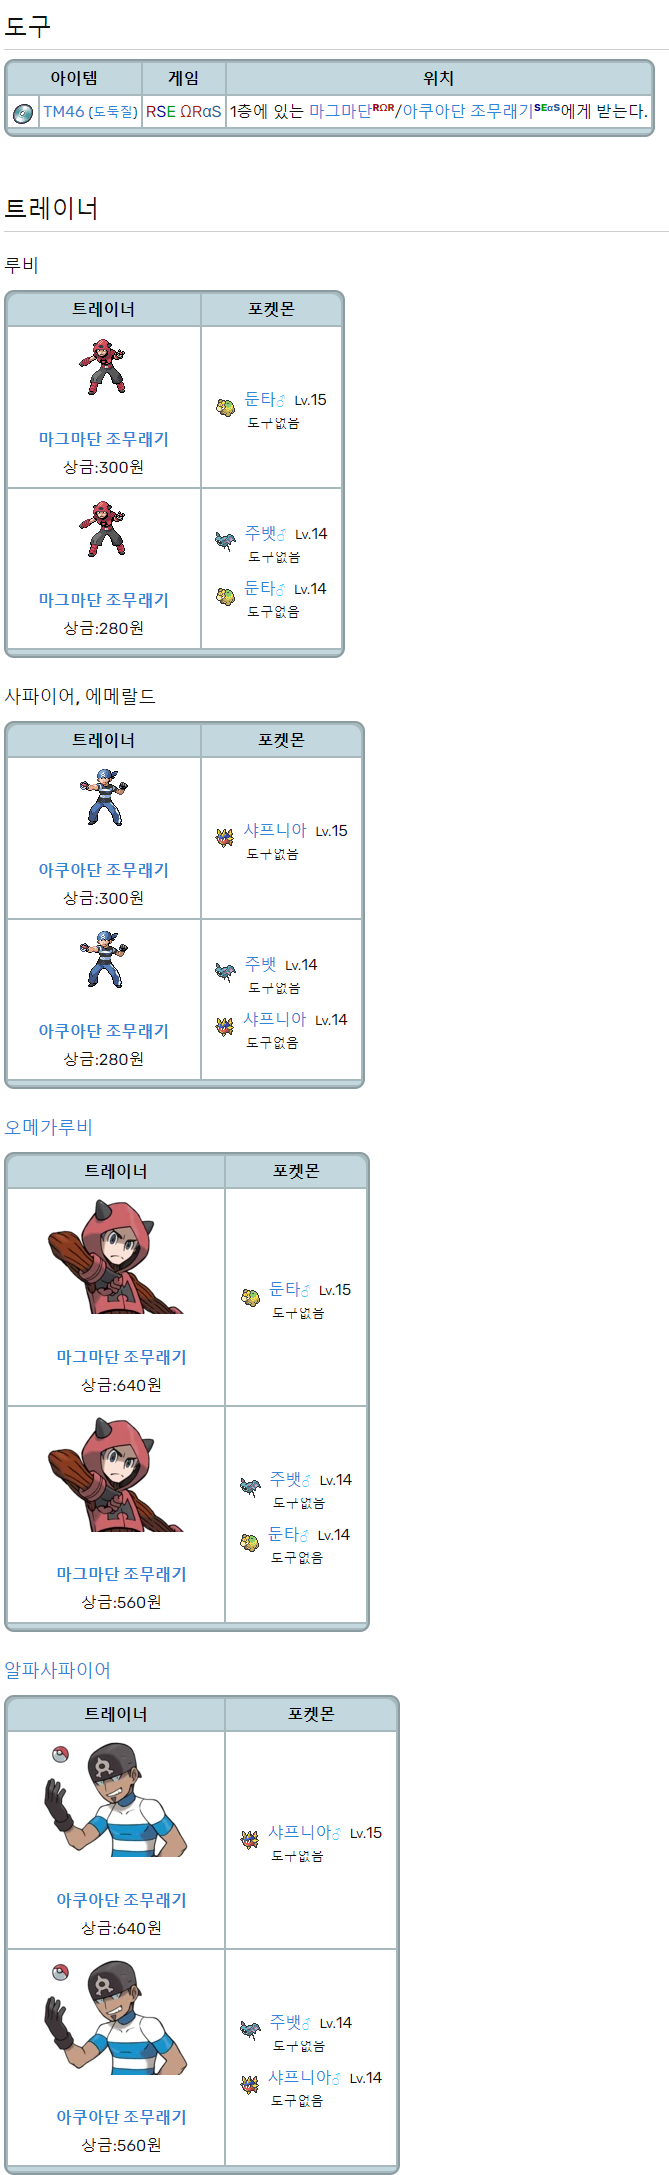 도구
아이템 게임 위치
TM46 (도둑질) RSE ΩRαS 1층에 있는 마그마단RΩR/아쿠아단 조무래기SEαS에게 받는다.
트레이너
루비
트레이너 포켓몬
둔타♂ Lv.15
도구없음
마그마단 조무래기
상금:300원
주뱃♂ Lv.14
도구없음
둔타♂ Lv.14
도구없음
마그마단 조무래기
상금:280원
사파이어, 에메랄드
트레이너 포켓몬
샤프니아 Lv.15
도구없음
아쿠아단 조무래기
상금:300원
주뱃 Lv.14
도구없음
샤프니아 Lv.14
도구없음
아쿠아단 조무래기
상금:280원
오메가루비
트레이너 포켓몬
둔타♂ Lv.15
도구없음
마그마단 조무래기
상금:640원
주뱃♂ Lv.14
도구없음
둔타♂ Lv.14
도구없음
마그마단 조무래기
상금:560원
알파사파이어
트레이너 포켓몬
샤프니아♂ Lv.15
도구없음
아쿠아단 조무래기
상금:640원
주뱃♂ Lv.14
도구없음
샤프니아♂ Lv.14
도구없음
아쿠아단 조무래기
상금:560원